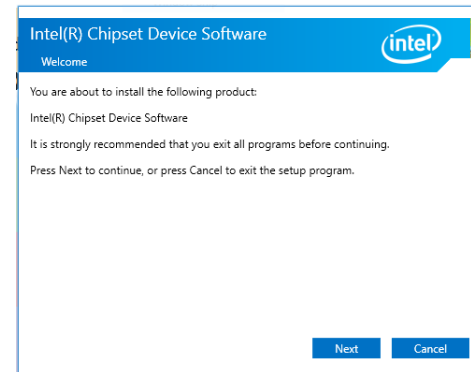 Intel(R) Chipset Device Software
intel
Welcome
You are about to install the following product:
Intel(R) Chipset Device Software
It is strongly recommended that you exit all programs before continuing.
Press Next to continue, or press Cancel to exit the setup program.
Next
Cancel